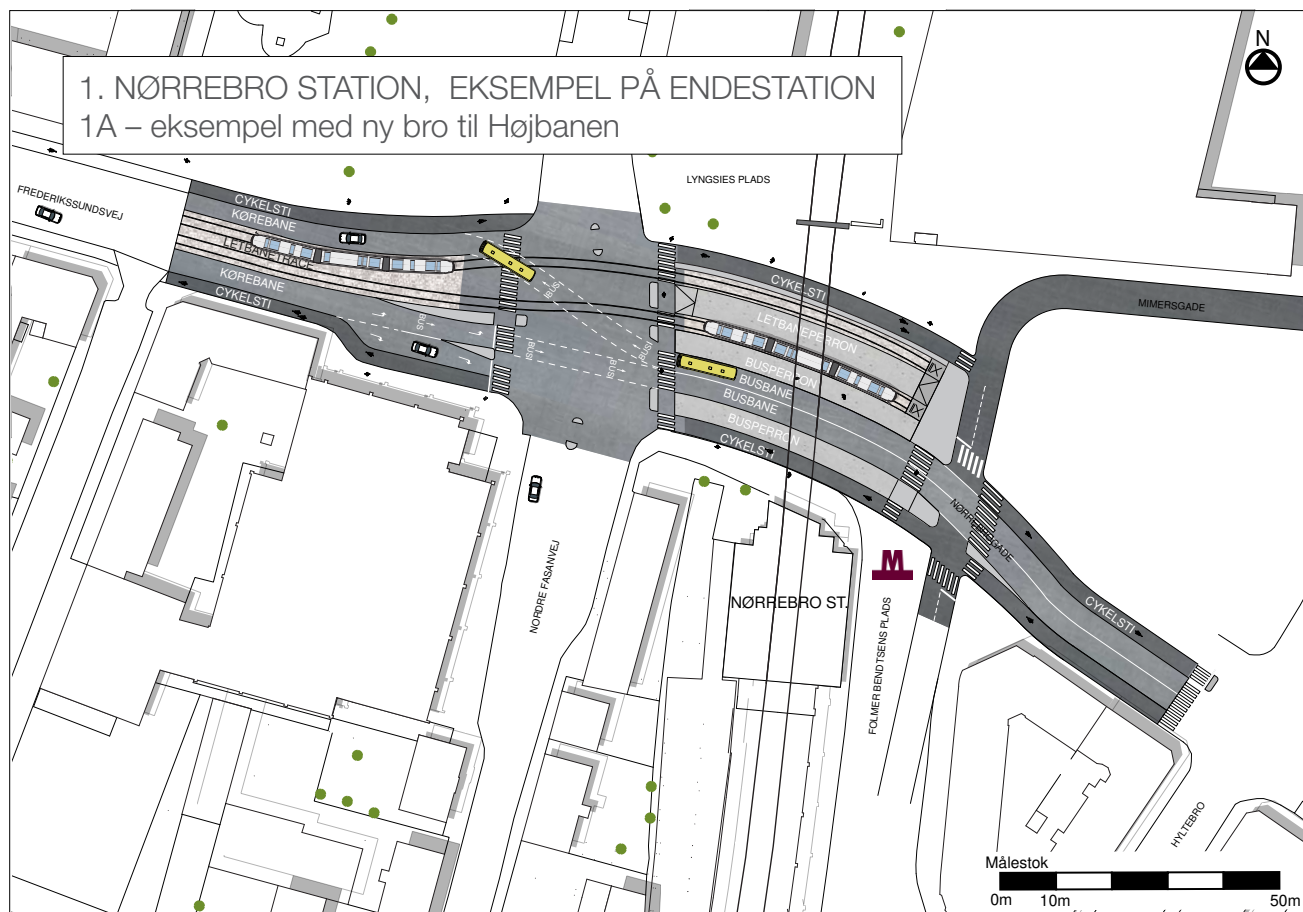 1. NØRREBRO STATION, EKSEMPEL PÅ ENDESTATION
1A – eksempel med ny bro til Højbanen
N
LYNGSIES PLADS
FREDERIKSSUNDSVEJ
CYKELSTI
KØREBANE
LETBANETRACE
KØREBANE
CYKELSTI
BUS
BUS
BUS
BUS
BUS
CYKELSTI
LETBANEPERRON
BUSPERRON
BUSBANE
BUSBANE
BUSPERRON
CYKELSTI
MIMERSGADE
NØRREBROGADE
CYKELSTI
NORDRE FASANVEJ
NØRREBRO ST.
M
FOLMER BENDTSENS PLADS
HYLTEBRO
Målestok
0m 10m 50m